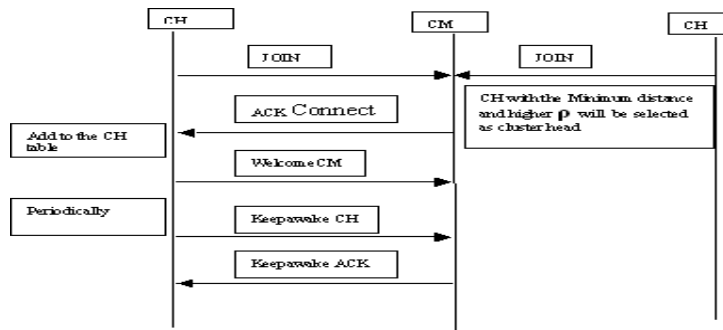 CH
CM
CH
JOIN
JOIN
CH with the Minimum distance
and higher ρ will be selected
as cluster head
ACK Connect
Add to the CH
table
Welcome CM
Periodically
Keepawake CH
Keepawake ACK